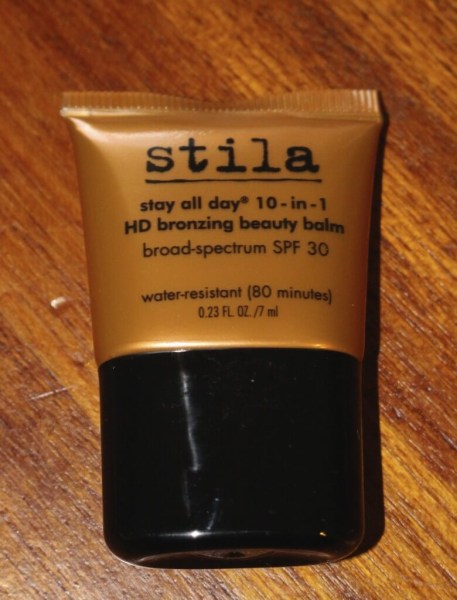 stila
stay all day® 10-in-1
HD bronzing beauty balm
broad-spectrum SPF 30
water-resistant (80 minutes)
0.23 FL. OZ./7 ml